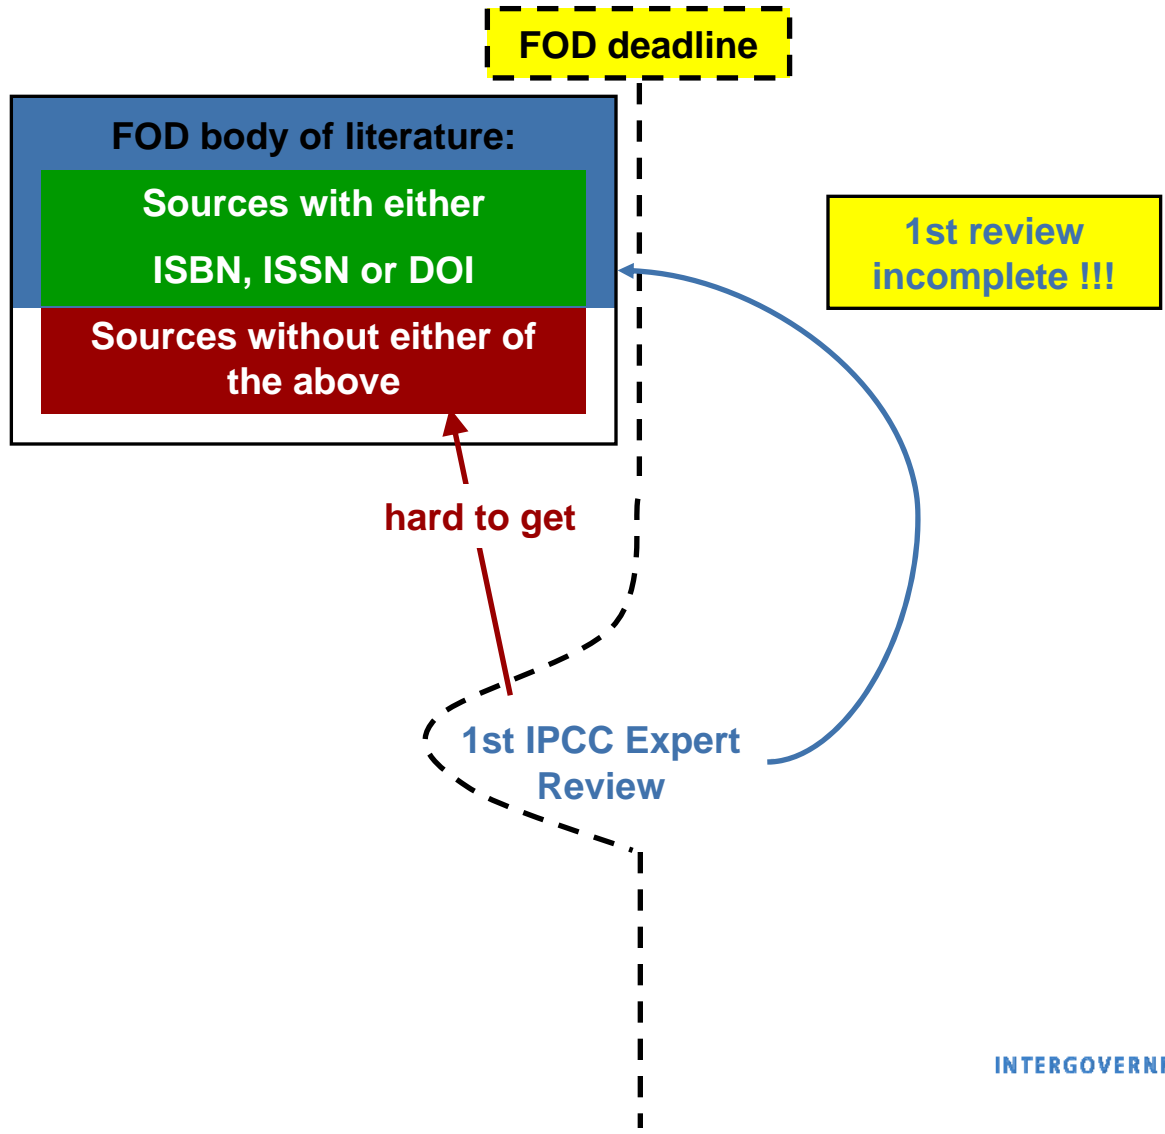 FOD deadline
FOD body of literature:
Sources with either
ISBN, ISSN or DOI
Sources without either of
the above
1st review
incomplete !!!
hard to get
1st IPCC Expert
Review